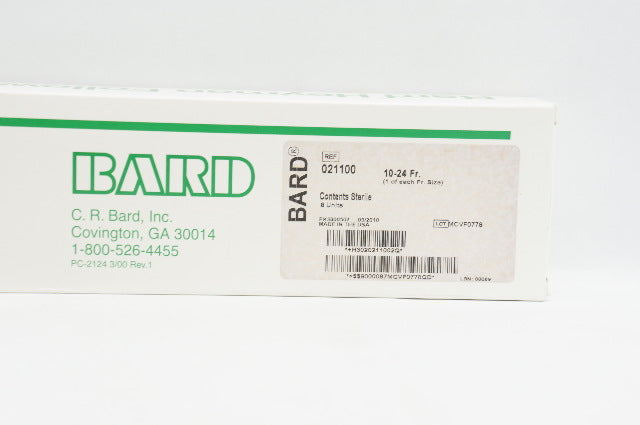 BARD
C. R. Bard, Inc.
Covington, GA 30014
1-800-526-4455
PC-2124 3/00 Rev.1
BARD®
REF
021100
10-24 Fr.
(1 of each Fr. Size)
Contents Sterile
8 Units
MADE IN THE USA
LOT MCVF0778
*+H3020211002Q*